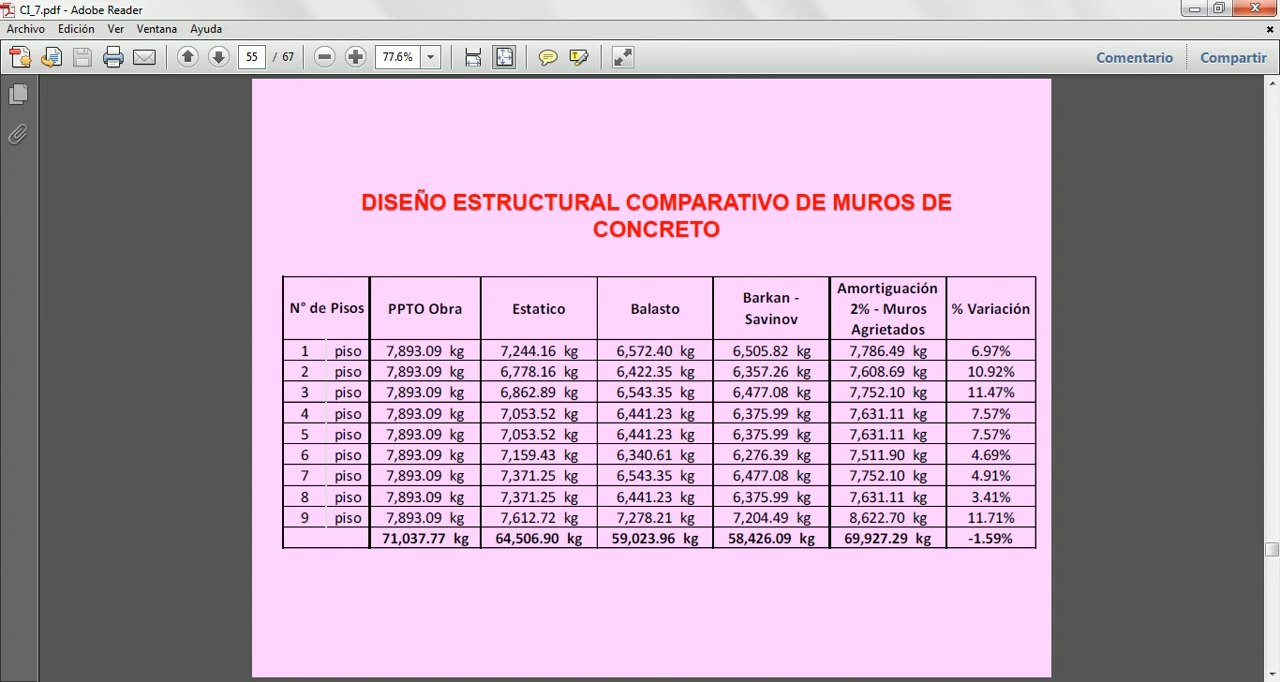 CI_7.pdf - Adobe Reader
Archivo Edición Ver Ventana Ayuda
55 / 67 77.6% Comentario Compartir
DISEÑO ESTRUCTURAL COMPARATIVO DE MUROS DE
CONCRETO
N° de Pisos PPTO Obra Estatico Balasto Barkan - Savinov Amortiguación 2% - Muros Agrietados % Variación
1 piso 7,893.09 kg 7,244.16 kg 6,572.40 kg 6,505.82 kg 7,786.49 kg 6.97%
2 piso 7,893.09 kg 6,778.16 kg 6,422.35 kg 6,357.26 kg 7,608.69 kg 10.92%
3 piso 7,893.09 kg 6,862.89 kg 6,543.35 kg 6,477.08 kg 7,752.10 kg 11.47%
4 piso 7,893.09 kg 7,053.52 kg 6,441.23 kg 6,375.99 kg 7,631.11 kg 7.57%
5 piso 7,893.09 kg 7,053.52 kg 6,441.23 kg 6,375.99 kg 7,631.11 kg 7.57%
6 piso 7,893.09 kg 7,159.43 kg 6,340.61 kg 6,276.39 kg 7,511.90 kg 4.69%
7 piso 7,893.09 kg 7,371.25 kg 6,543.35 kg 6,477.08 kg 7,752.10 kg 4.91%
8 piso 7,893.09 kg 7,371.25 kg 6,441.23 kg 6,375.99 kg 7,631.11 kg 3.41%
9 piso 7,893.09 kg 7,612.72 kg 7,278.21 kg 7,204.49 kg 8,622.70 kg 11.71%
71,037.77 kg 64,506.90 kg 59,023.96 kg 58,426.09 kg 69,927.29 kg -1.59%